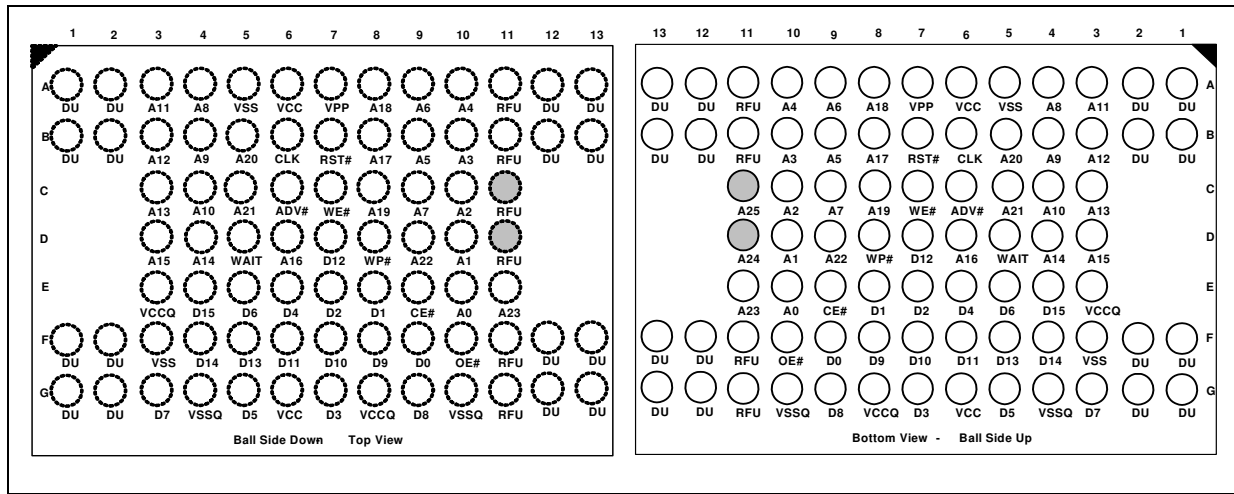 1 2 3 4 5 6 7 8 9 10 11 12 13
A
DU DU A11 A8 VSS VCC VPP A18 A6 A4 RFU DU DU
B
DU DU A12 A9 A20 CLK RST# A17 A5 A3 RFU DU DU
C
A13 A10 A21 ADV# WE# A19 A7 A2 RFU
D
A15 A14 WAIT A16 D12 WP# A22 A1 RFU
E
VCCQ D15 D6 D4 D2 D1 CE# A0 A23
F
DU DU VSS D14 D13 D11 D10 D9 D0 OE# RFU DU DU
G
DU DU D7 VSSQ D5 VCC D3 VCCQ D8 VSSQ RFU DU DU
Ball Side Down- Top View
13 12 11 10 9 8 7 6 5 4 3 2 1
A
DU DU RFU A4 A6 A18 VPP VCC VSS A8 A11 DU DU
B
DU DU RFU A3 A5 A17 RST# CLK A20 A9 A12 DU DU
C
A25 A2 A7 A19 WE# ADV# A21 A10 A13
D
A24 A1 A22 WP# D12 A16 WAIT A14 A15
E
A23 A0 CE# D1 D2 D4 D6 D15 VCCQ
F
DU DU RFU OE# D0 D9 D10 D11 D13 D14 VSS DU DU
G
DU DU RFU VSSQ D8 VCCQ D3 VCC D5 VSSQ D7 DU DU
Bottom View - Ball Side Up